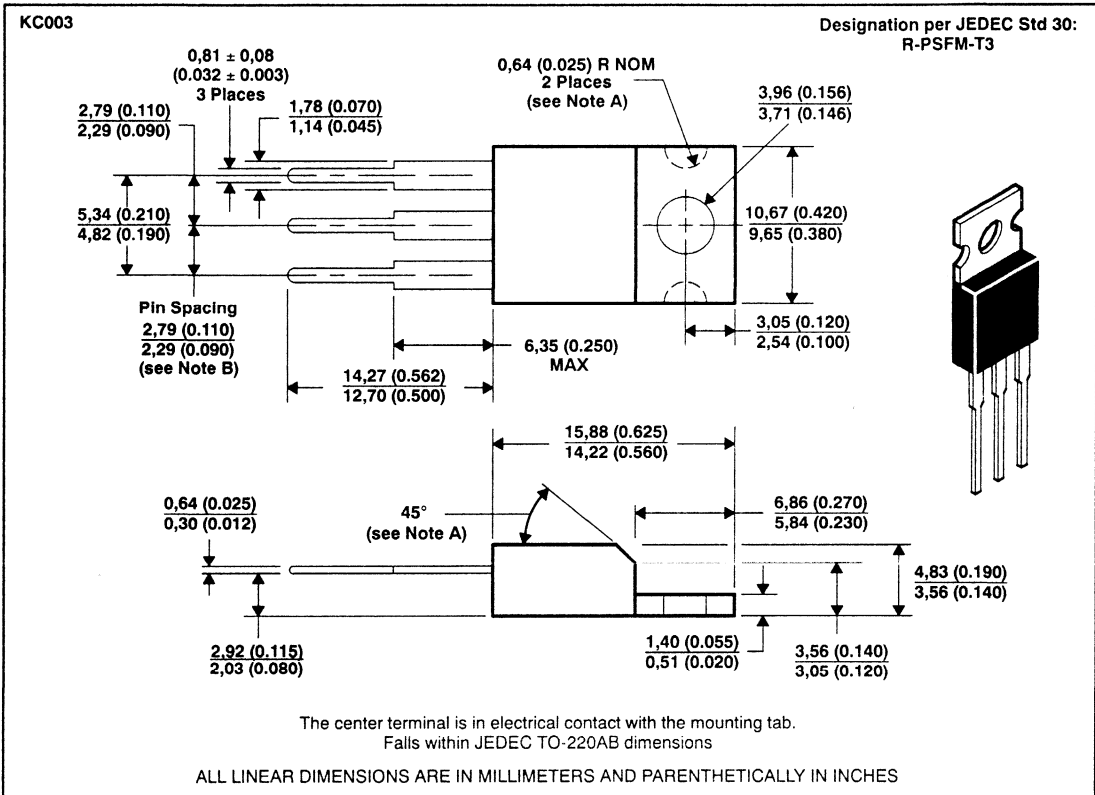 KC003
Designation per JEDEC Std 30:
R-PSFM-T3
0,81 ± 0,08
(0.032 ± 0.003)
3 Places
0,64 (0.025) R NOM
2 Places
(see Note A)
3,96 (0.156)
3,71 (0.146)
2,79 (0.110)
2,29 (0.090)
1,78 (0.070)
1,14 (0.045)
5,34 (0.210)
4,82 (0.190)
10,67 (0.420)
9,65 (0.380)
Pin Spacing
2,79 (0.110)
2,29 (0.090)
(see Note B)
6,35 (0.250)
MAX
3,05 (0.120)
2,54 (0.100)
14,27 (0.562)
12,70 (0.500)
15,88 (0.625)
14,22 (0.560)
0,64 (0.025)
0,30 (0.012)
45°
(see Note A)
6,86 (0.270)
5,84 (0.230)
4,83 (0.190)
3,56 (0.140)
2,92 (0.115)
2,03 (0.080)
1,40 (0.055)
0,51 (0.020)
3,56 (0.140)
3,05 (0.120)
The center terminal is in electrical contact with the mounting tab.
Falls within JEDEC TO-220AB dimensions
ALL LINEAR DIMENSIONS ARE IN MILLIMETERS AND PARENTHETICALLY IN INCHES